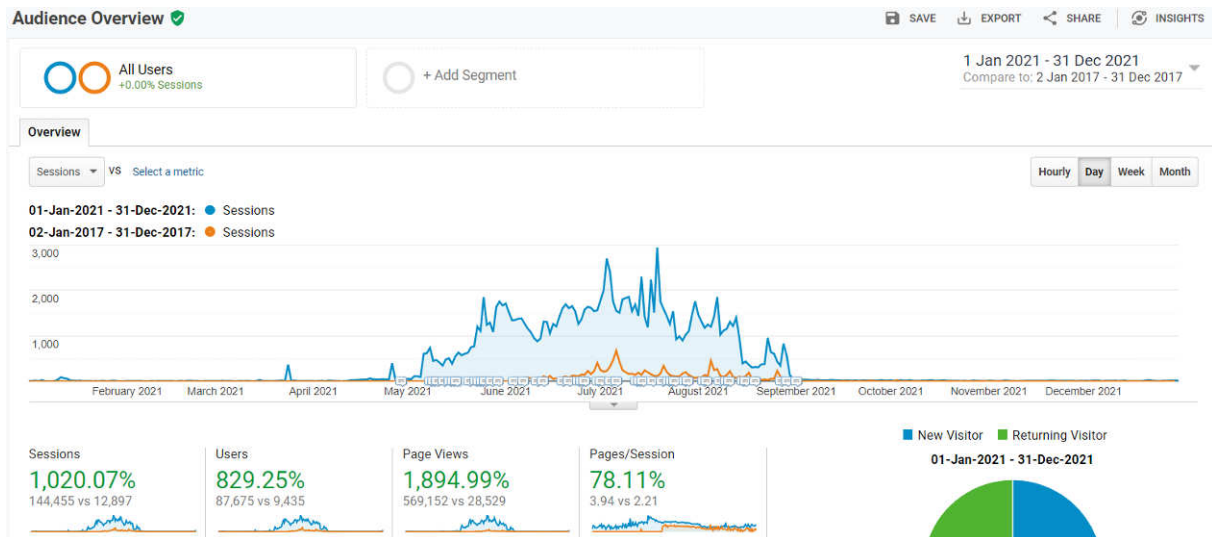 Audience Overview
SAVE EXPORT SHARE INSIGHTS
All Users
+0.00% Sessions
+ Add Segment
1 Jan 2021 - 31 Dec 2021
Compare to: 2 Jan 2017 - 31 Dec 2017
Overview
Sessions VS Select a metric
Hourly Day Week Month
01-Jan-2021 - 31-Dec-2021: Sessions
02-Jan-2017 - 31-Dec-2017: Sessions
3,000
2,000
1,000
February 2021 March 2021 April 2021 May 2021 June 2021 July 2021 August 2021 September 2021 October 2021 November 2021 December 2021
New Visitor Returning Visitor
01-Jan-2021 - 31-Dec-2021
Sessions
1,020.07%
144,455 vs 12,897
Users
829.25%
87,675 vs 9,435
Page Views
1,894.99%
569,152 vs 28,529
Pages/Session
78.11%
3.94 vs 2.21